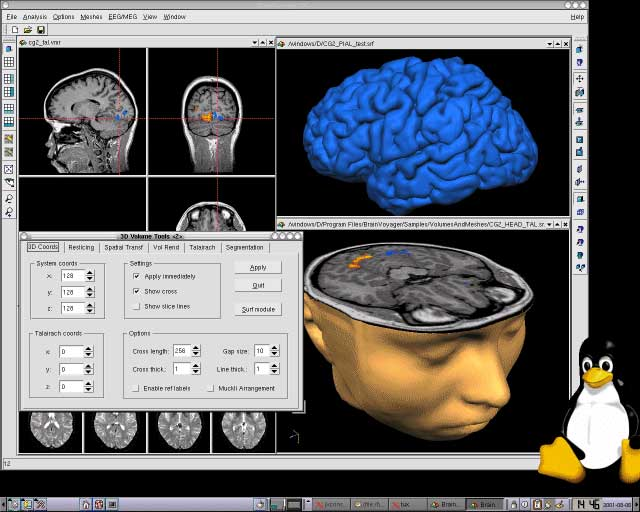 File Analysis Options Meshes EEG/MEG View Window Help
cg2_tal.vmr
/windows/D/CG2_PIAL_test.srf
/windows/D/Program Files/BrainVoyager/Samples/VolumesAndMeshes/CG2_HEAD_TAL.sr
3D Volume Tools <2>
3D Coords Reslicing Spatial Transf Vol Rend Talairach Segmentation
System coords
x: 128
y: 128
z: 128
Settings
Apply immediately
Show cross
Show slice lines
Apply
Quit
Surf module
Talairach coords
x: 0
y: 0
z: 0
Options
Cross length: 256 Gap size: 10
Cross thick.: 1 Line thick.: 1
Enable ref labels Muckli Arrangement
12
tux Brain... Brain
14 46